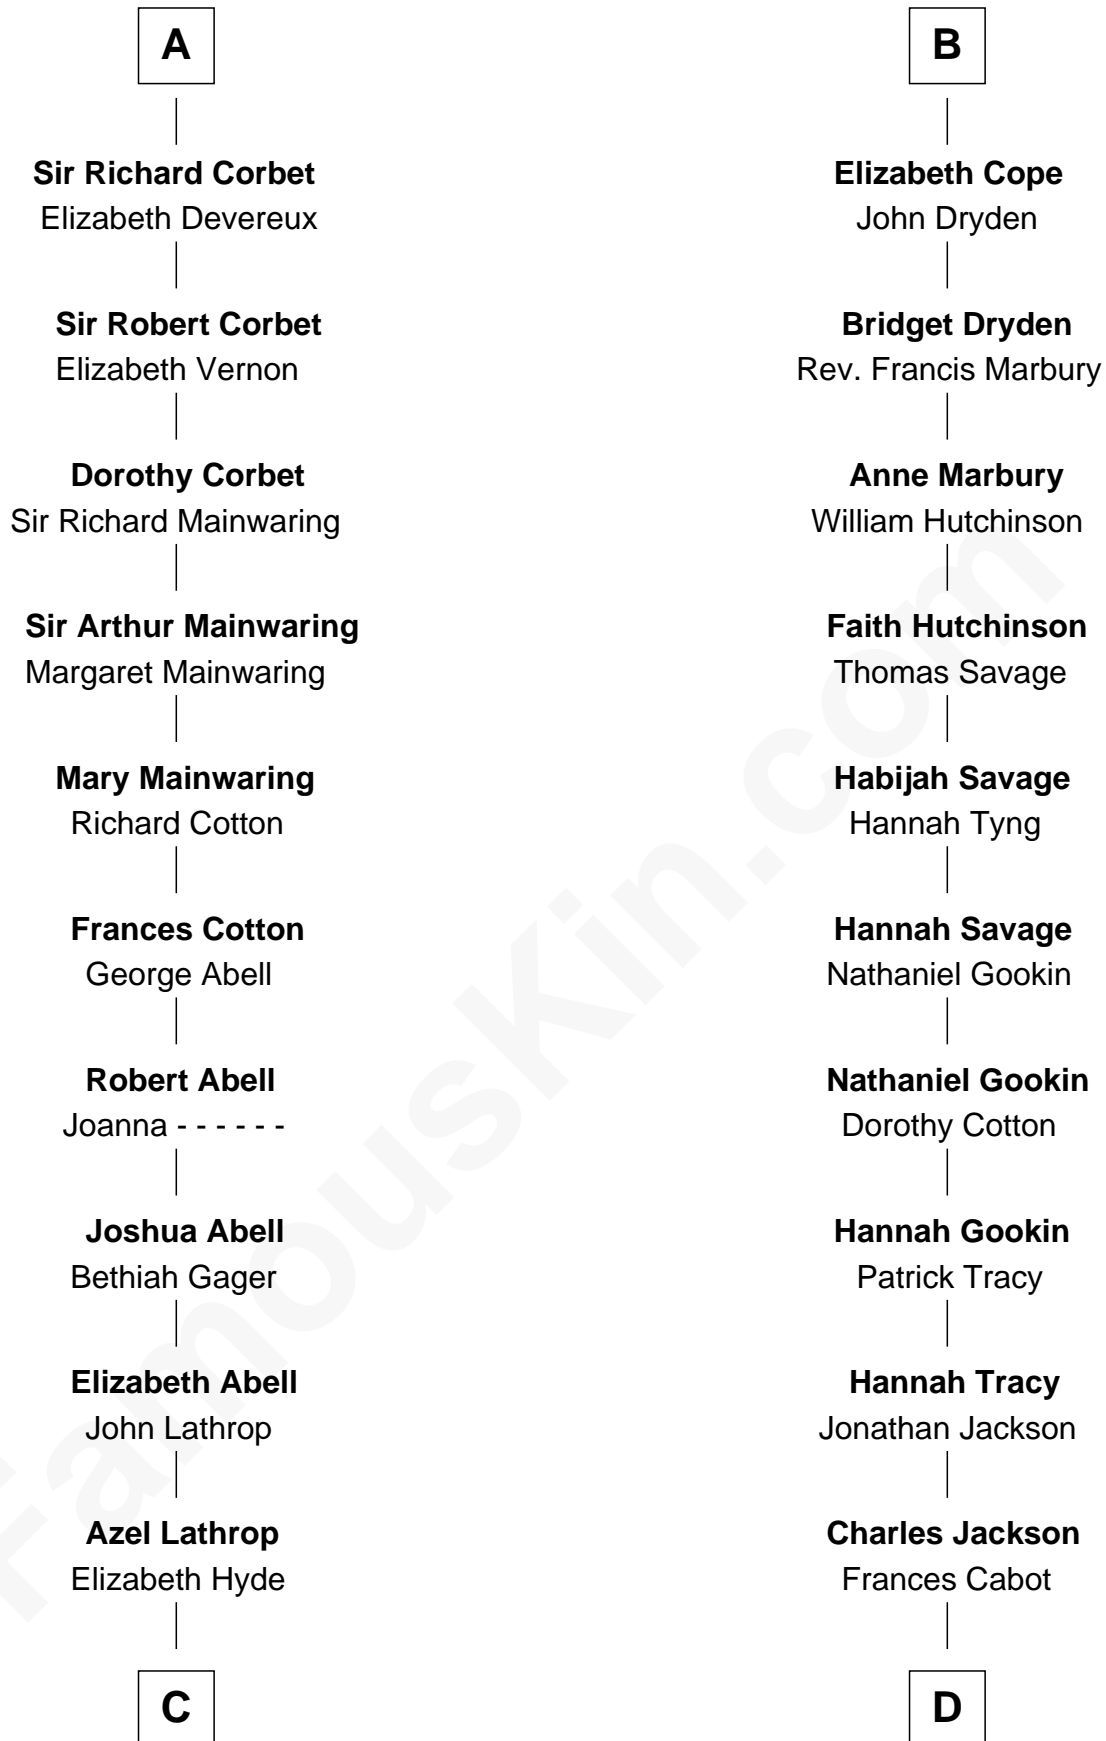 A
Sir Richard Corbet
Elizabeth Devereux
Sir Robert Corbet
Elizabeth Vernon
Dorothy Corbet
Sir Richard Mainwaring
Sir Arthur Mainwaring
Margaret Mainwaring
Mary Mainwaring
Richard Cotton
Frances Cotton
George Abell
Robert Abell
Joanna - - - - - -
Joshua Abell
Bethiah Gager
Elizabeth Abell
John Lathrop
Azel Lathrop
Elizabeth Hyde
C
B
Elizabeth Cope
John Dryden
Bridget Dryden
Rev. Francis Marbury
Anne Marbury
William Hutchinson
Faith Hutchinson
Thomas Savage
Habijah Savage
Hannah Tyng
Hannah Savage
Nathaniel Gookin
Nathaniel Gookin
Dorothy Cotton
Hannah Gookin
Patrick Tracy
Hannah Tracy
Jonathan Jackson
Charles Jackson
Frances Cabot
D
FamousKin.com